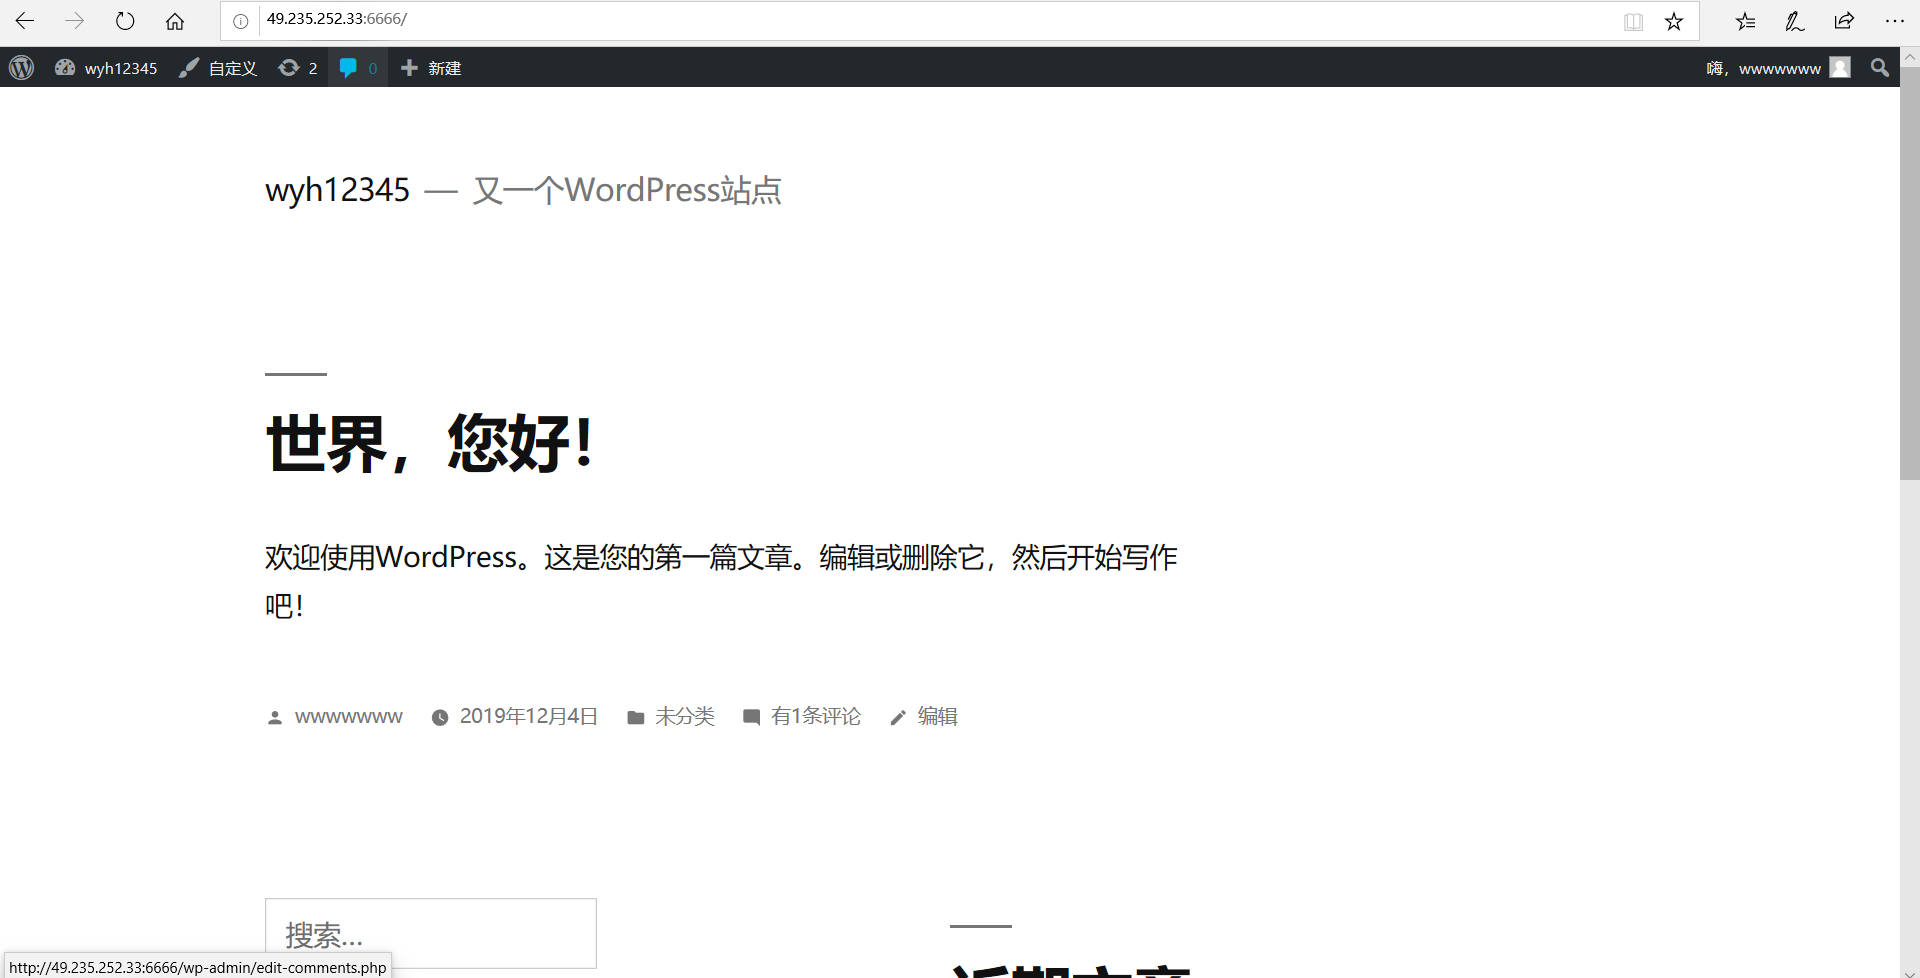 49.235.252.33:6666/
wyh12345 自定义 2 0 新建 嗨，wwwwwww
wyh12345 — 又一个WordPress站点
世界，您好！
欢迎使用WordPress。这是您的第一篇文章。编辑或删除它，然后开始写作
吧！
wwwwwww 2019年12月4日 未分类 有1条评论 编辑
搜索...
近期文章
http://49.235.252.33:6666/wp-admin/edit-comments.php